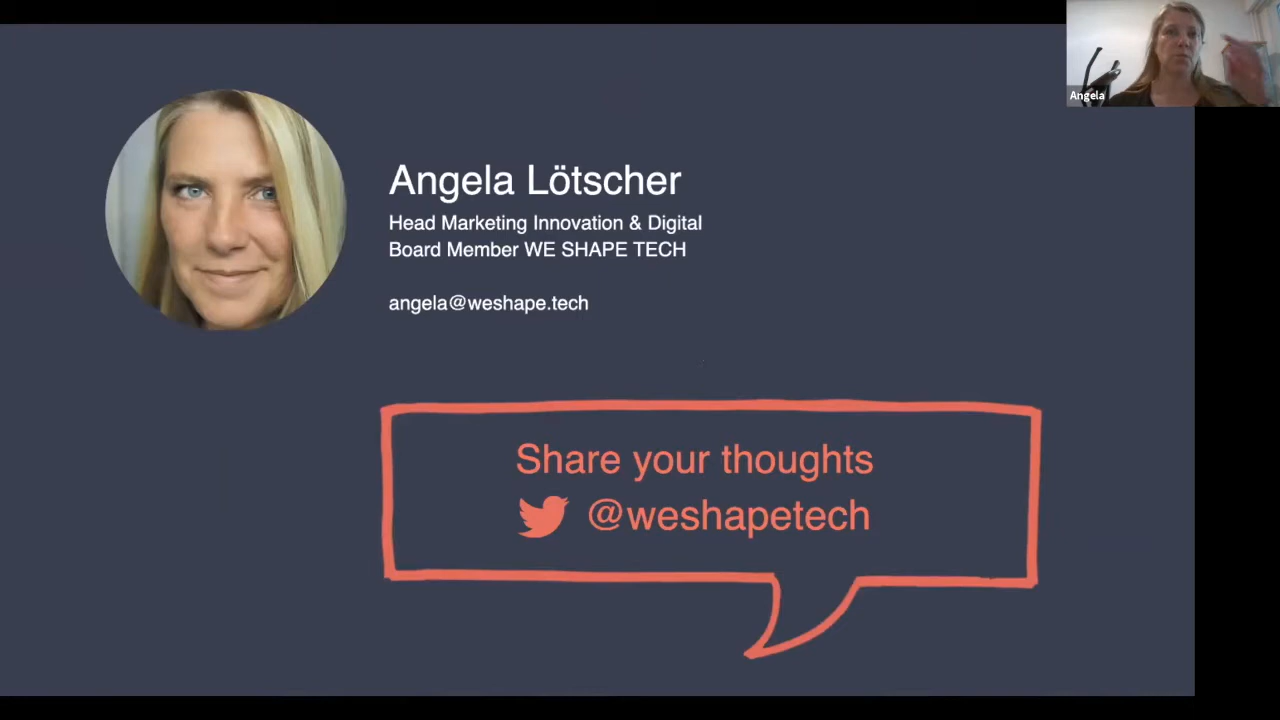 Angela
Angela Lötscher
Head Marketing Innovation & Digital
Board Member WE SHAPE TECH
angela@weshape.tech
Share your thoughts
@weshapetech